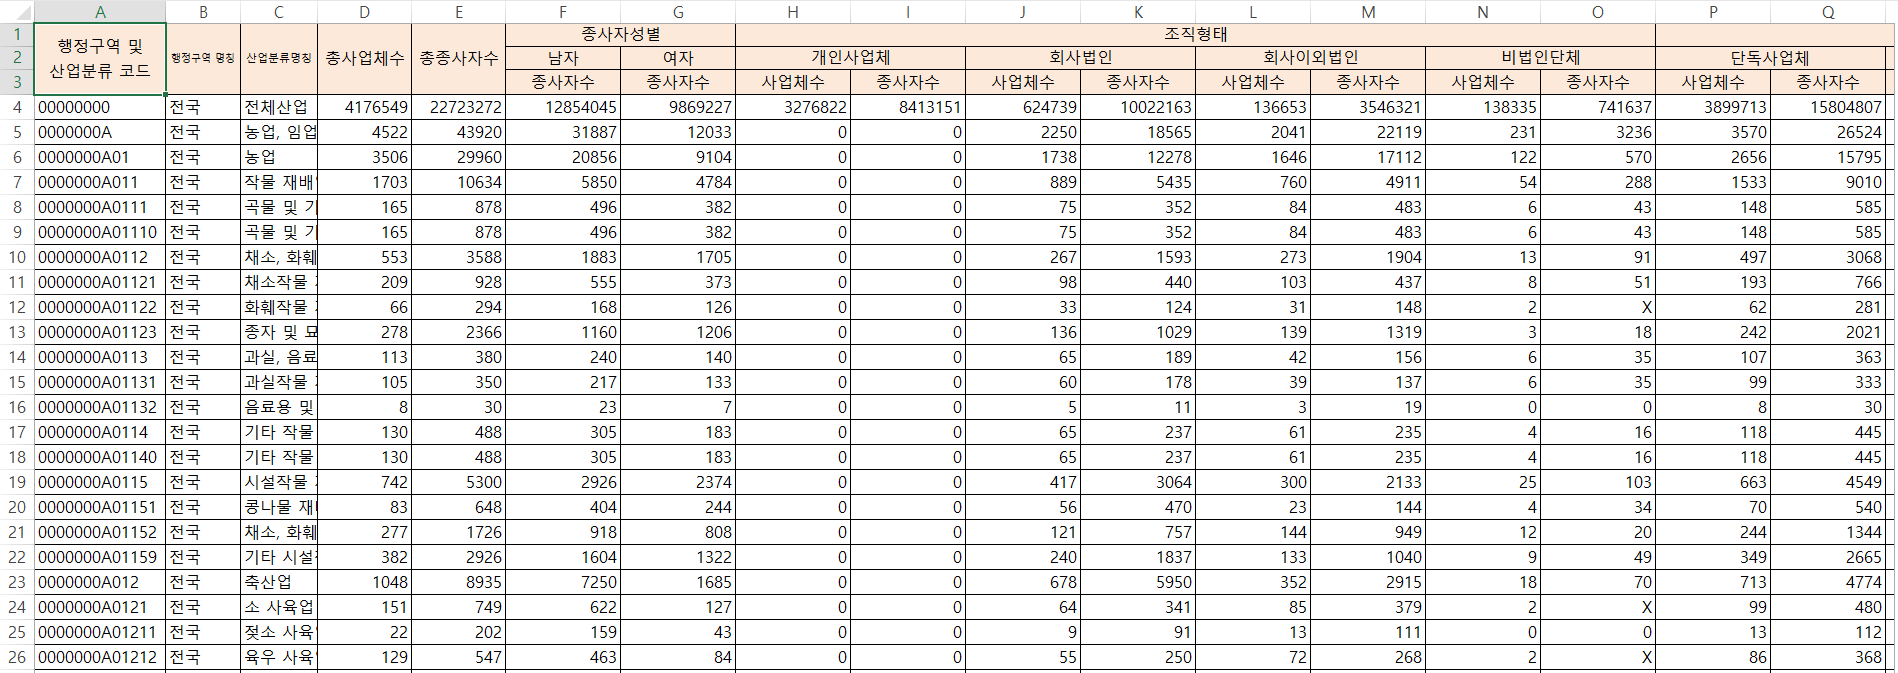 A B C D E F G H I J K L M N O P Q
1 행정구역 및 산업분류 코드 행정구역 명칭 산업분류명칭 총사업체수 총종사자수 종사자성별 조직형태
2 남자 여자 개인사업체 회사법인 회사이외법인 비법인단체 단독사업체
3 종사자수 종사자수 사업체수 종사자수 사업체수 종사자수 사업체수 종사자수 사업체수 종사자수 사업체수 종사자수
4 00000000 전국 전체산업 4176549 22723272 12854045 9869227 3276822 8413151 624739 10022163 136653 3546321 138335 741637 3899713 15804807
5 0000000A 전국 농업, 임업 4522 43920 31887 12033 0 0 2250 18565 2041 22119 231 3236 3570 26524
6 0000000A01 전국 농업 3506 29960 20856 9104 0 0 1738 12278 1646 17112 122 570 2656 15795
7 0000000A011 전국 작물 재배 1703 10634 5850 4784 0 0 889 5435 760 4911 54 288 1533 9010
8 0000000A0111 전국 곡물 및 기 165 878 496 382 0 0 75 352 84 483 6 43 148 585
9 0000000A01110 전국 곡물 및 기 165 878 496 382 0 0 75 352 84 483 6 43 148 585
10 0000000A0112 전국 채소, 화훼 553 3588 1883 1705 0 0 267 1593 273 1904 13 91 497 3068
11 0000000A01121 전국 채소작물 209 928 555 373 0 0 98 440 103 437 8 51 193 766
12 0000000A01122 전국 화훼작물 66 294 168 126 0 0 33 124 31 148 2 X 62 281
13 0000000A01123 전국 종자 및 묘 278 2366 1160 1206 0 0 136 1029 139 1319 3 18 242 2021
14 0000000A0113 전국 과실, 음료 113 380 240 140 0 0 65 189 42 156 6 35 107 363
15 0000000A01131 전국 과실작물 105 350 217 133 0 0 60 178 39 137 6 35 99 333
16 0000000A01132 전국 음료용 및 8 30 23 7 0 0 5 11 3 19 0 0 8 30
17 0000000A0114 전국 기타 작물 130 488 305 183 0 0 65 237 61 235 4 16 118 445
18 0000000A01140 전국 기타 작물 130 488 305 183 0 0 65 237 61 235 4 16 118 445
19 0000000A0115 전국 시설작물 742 5300 2926 2374 0 0 417 3064 300 2133 25 103 663 4549
20 0000000A01151 전국 콩나물 재 83 648 404 244 0 0 56 470 23 144 4 34 70 540
21 0000000A01152 전국 채소, 화훼 277 1726 918 808 0 0 121 757 144 949 12 20 244 1344
22 0000000A01159 전국 기타 시설 382 2926 1604 1322 0 0 240 1837 133 1040 9 49 349 2665
23 0000000A012 전국 축산업 1048 8935 7250 1685 0 0 678 5950 352 2915 18 70 713 4774
24 0000000A0121 전국 소 사육업 151 749 622 127 0 0 64 341 85 379 2 X 99 480
25 0000000A01211 전국 젖소 사육 22 202 159 43 0 0 9 91 13 111 0 0 13 112
26 0000000A01212 전국 육우 사육 129 547 463 84 0 0 55 250 72 268 2 X 86 368